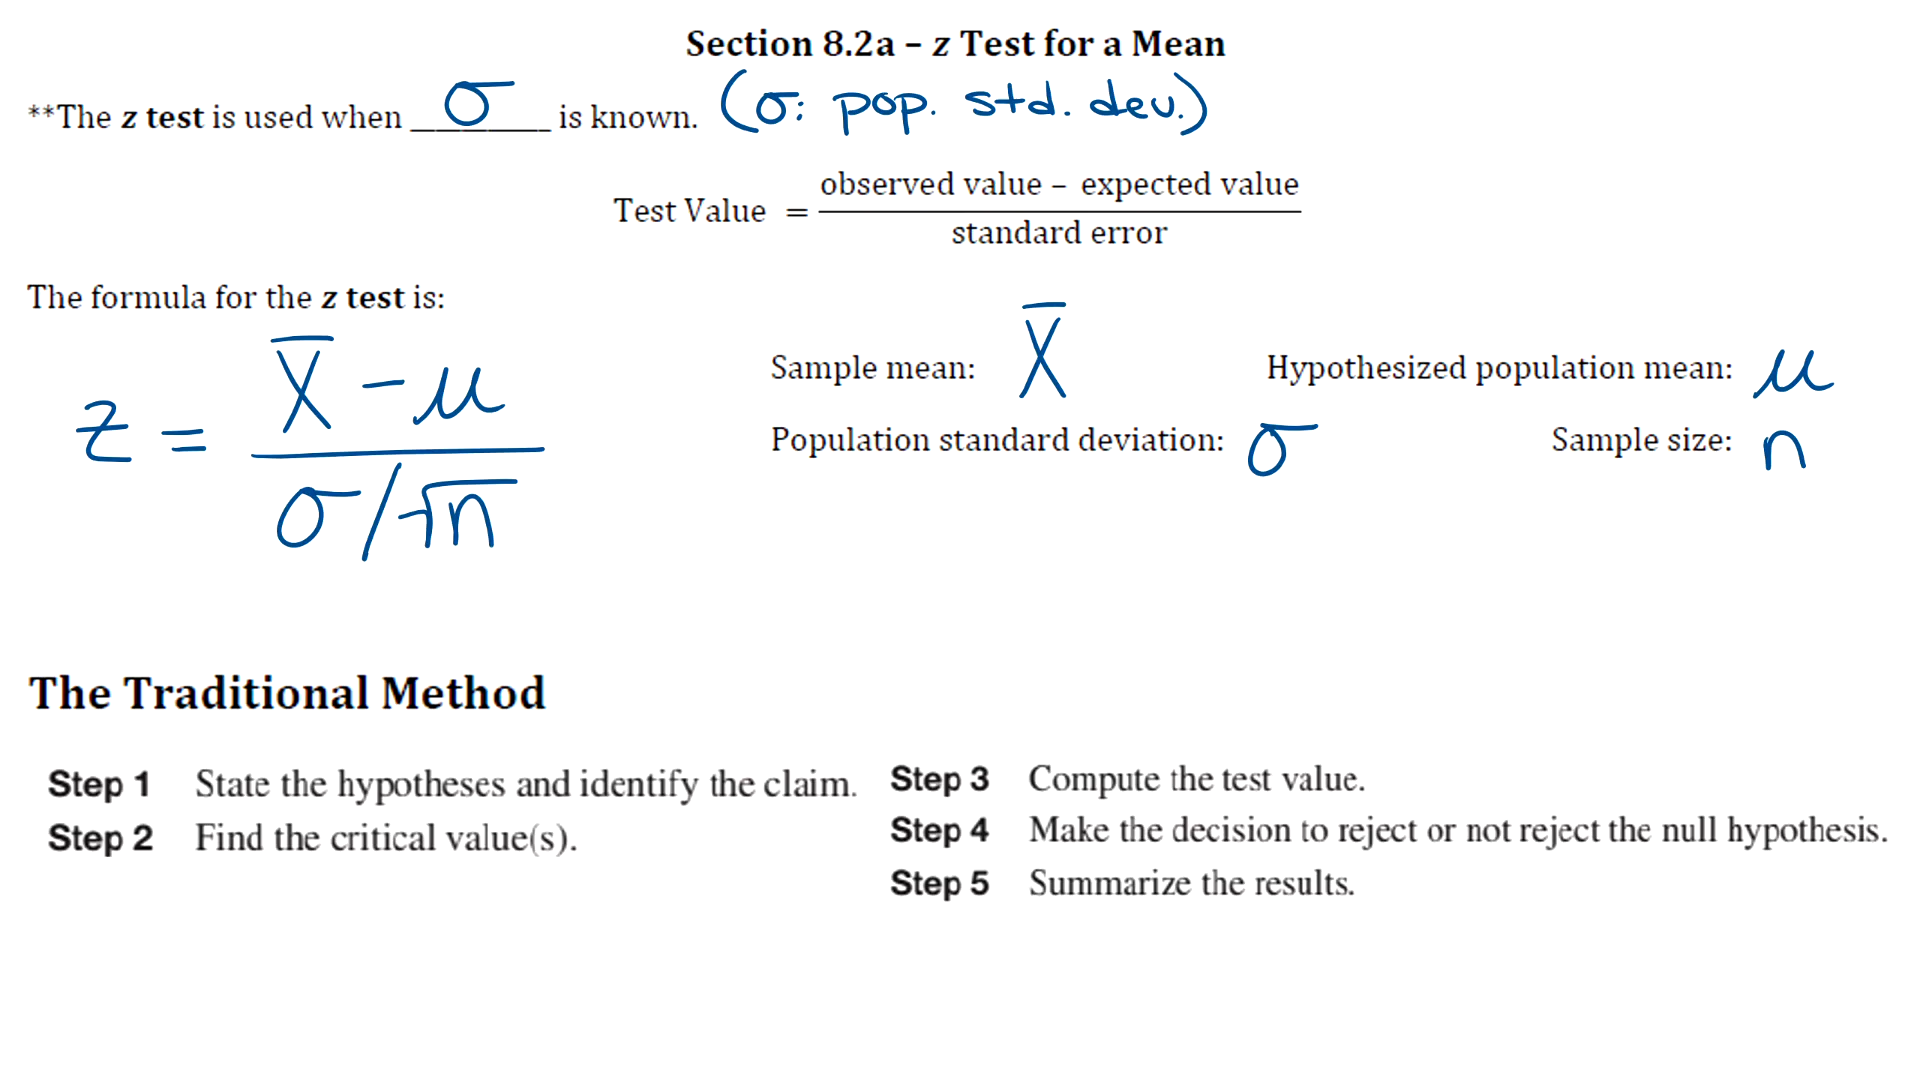 Section 8.2a – z Test for a Mean
**The z test is used when σ is known. (σ: pop. std. dev.)
Test Value = observed value – expected value / standard error
The formula for the z test is:
z = X̄ − μ / σ/√n
Sample mean: X̄
Hypothesized population mean: μ
Population standard deviation: σ
Sample size: n
The Traditional Method
Step 1 State the hypotheses and identify the claim.
Step 2 Find the critical value(s).
Step 3 Compute the test value.
Step 4 Make the decision to reject or not reject the null hypothesis.
Step 5 Summarize the results.